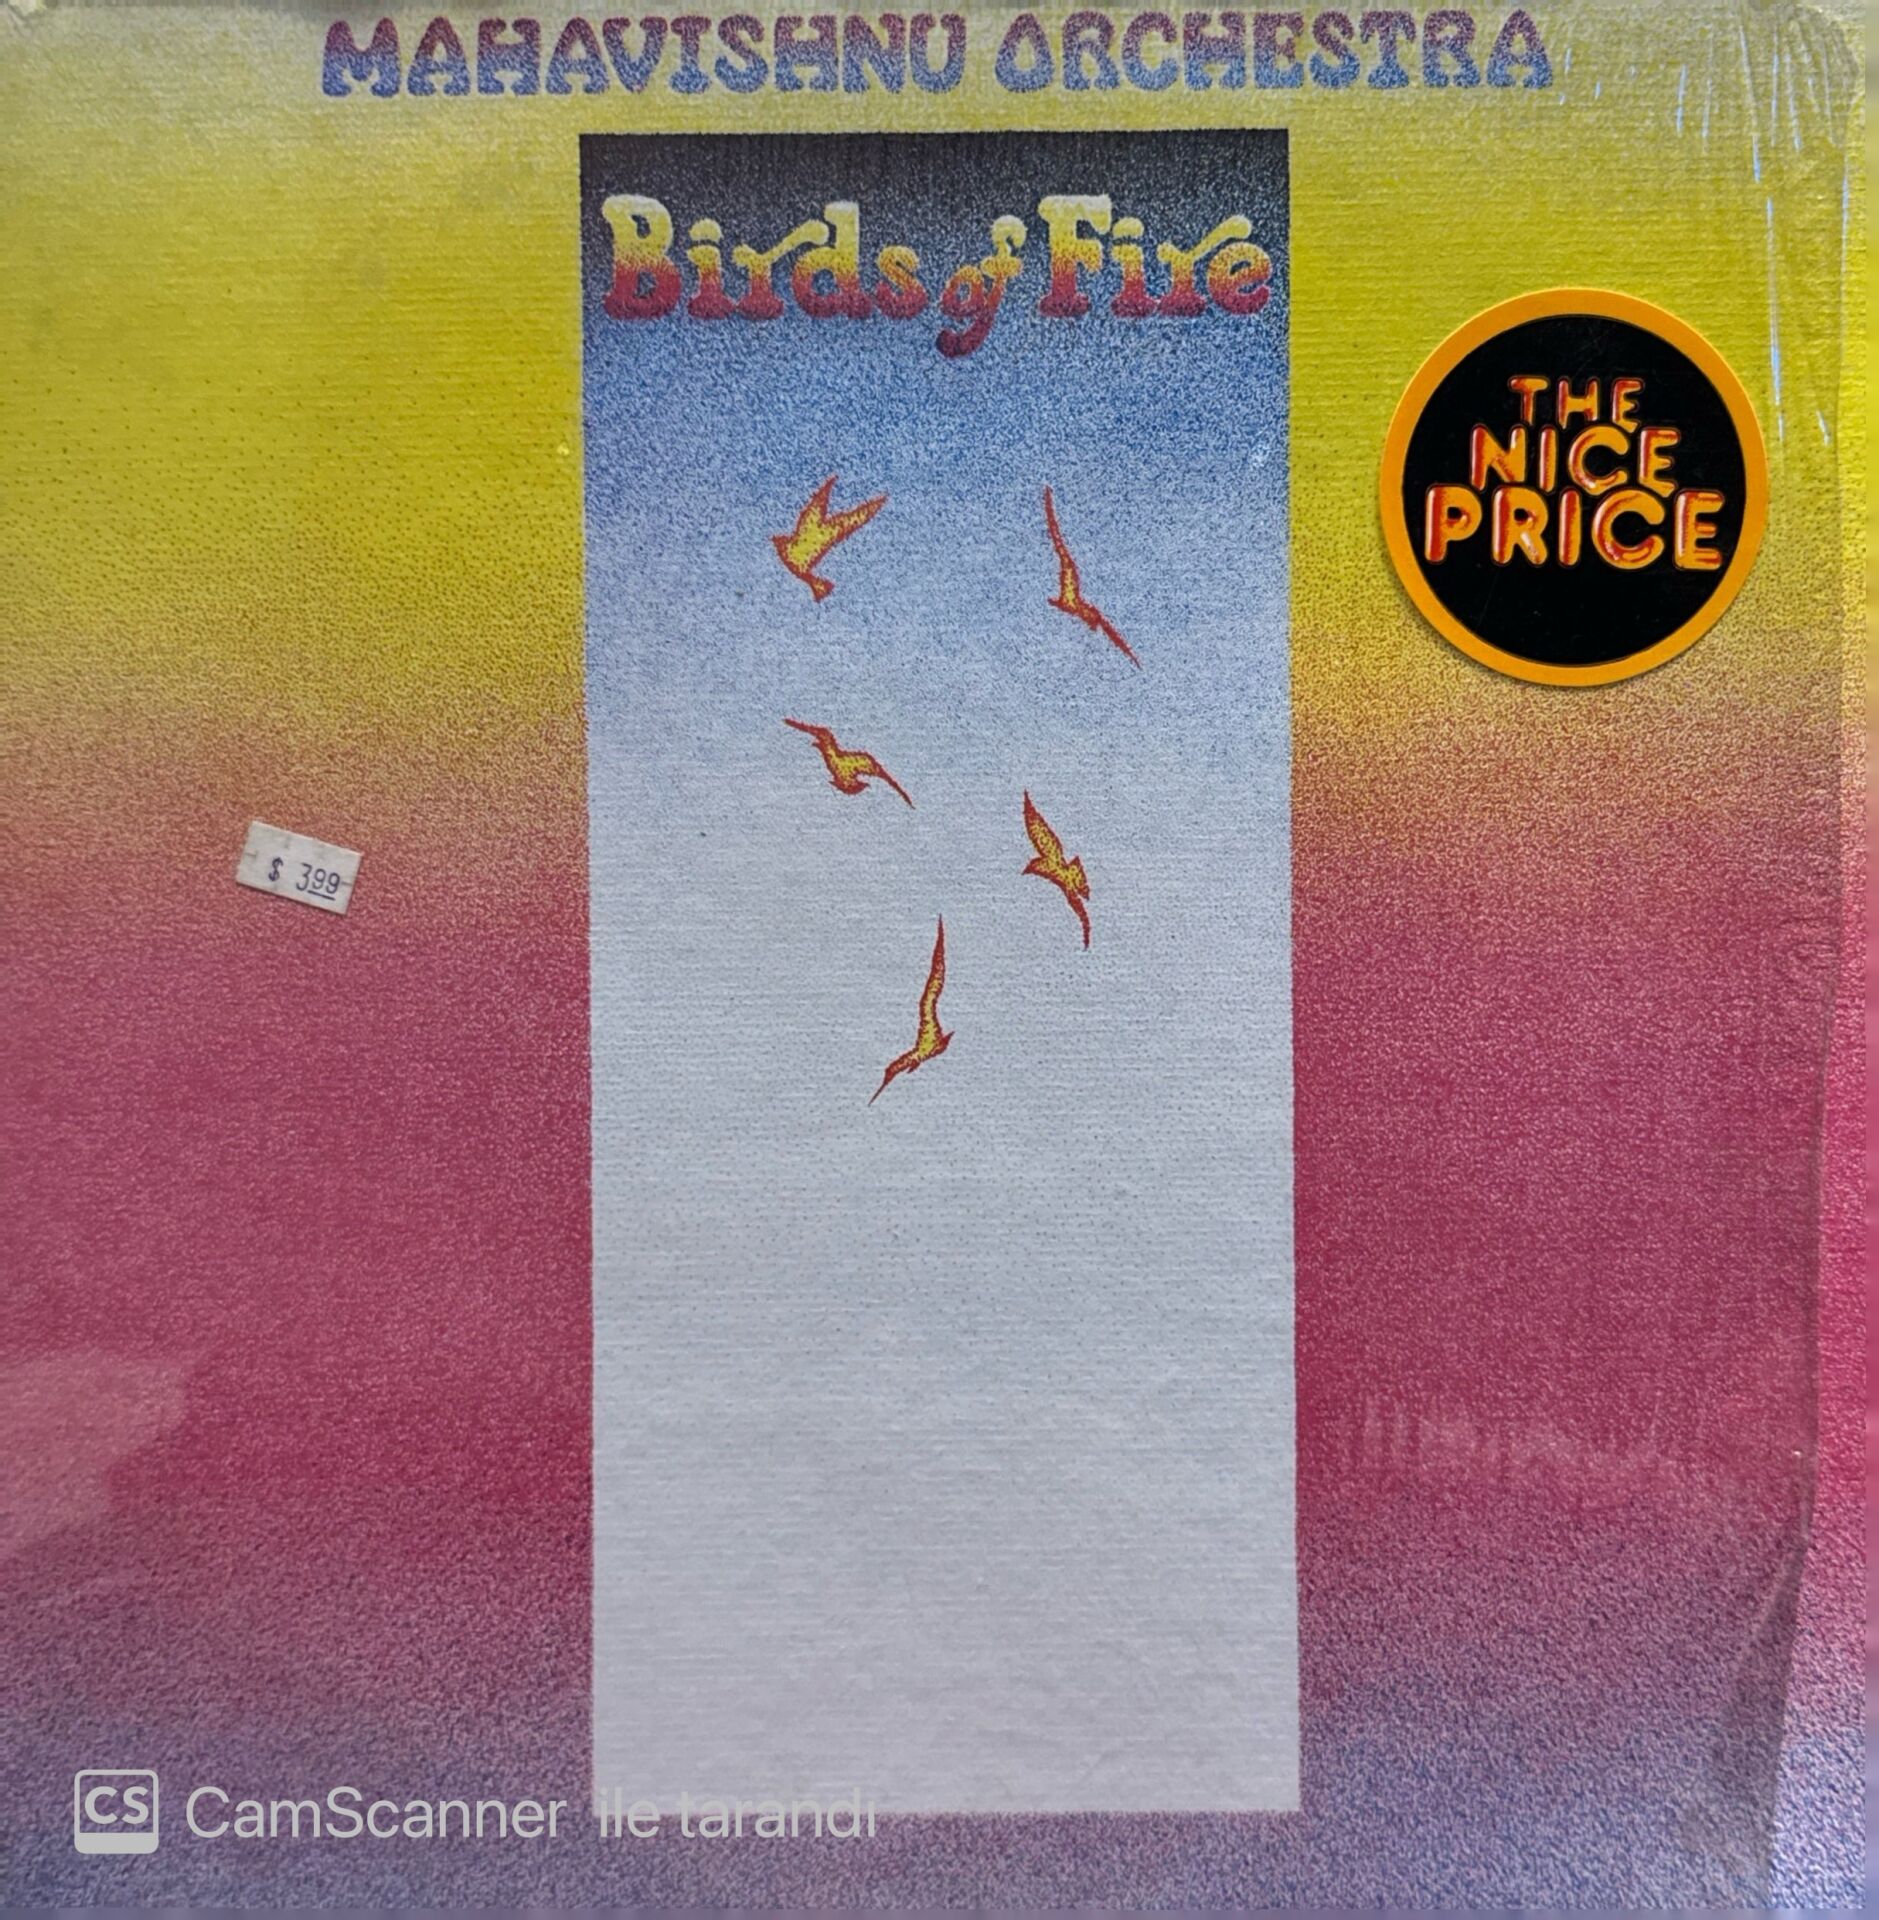 MAHAVISHNU ORCHESTRA
Birds of Fire
THE
NICE
PRICE
$ 3.99
CS CamScanner ile tarandı